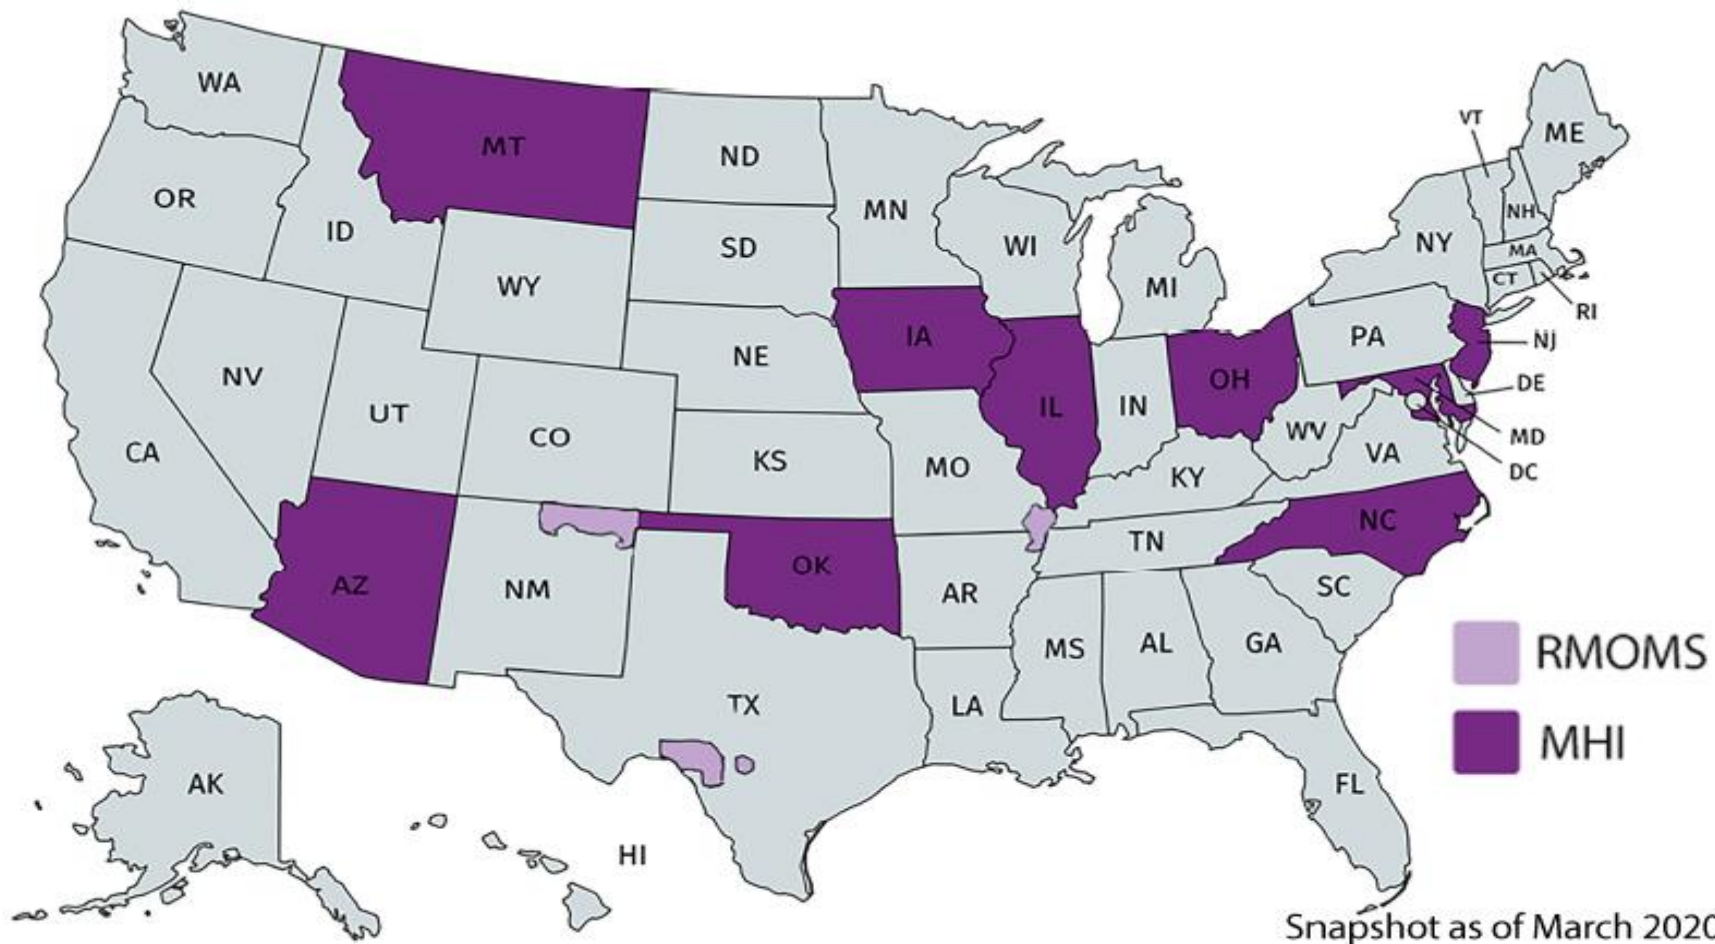 WA
MT
ND
MN
VT
ME
OR
ID
SD
WI
MI
NY
NH
MA
CT
RI
WY
IA
NE
PA
NJ
NV
UT
CO
IL
IN
OH
DE
CA
KS
MO
WV
VA
MD
DC
KY
AZ
NM
OK
AR
TN
NC
SC
MS
AL
GA
TX
LA
RMOMS
MHI
AK
HI
FL
Snapshot as of March 2020